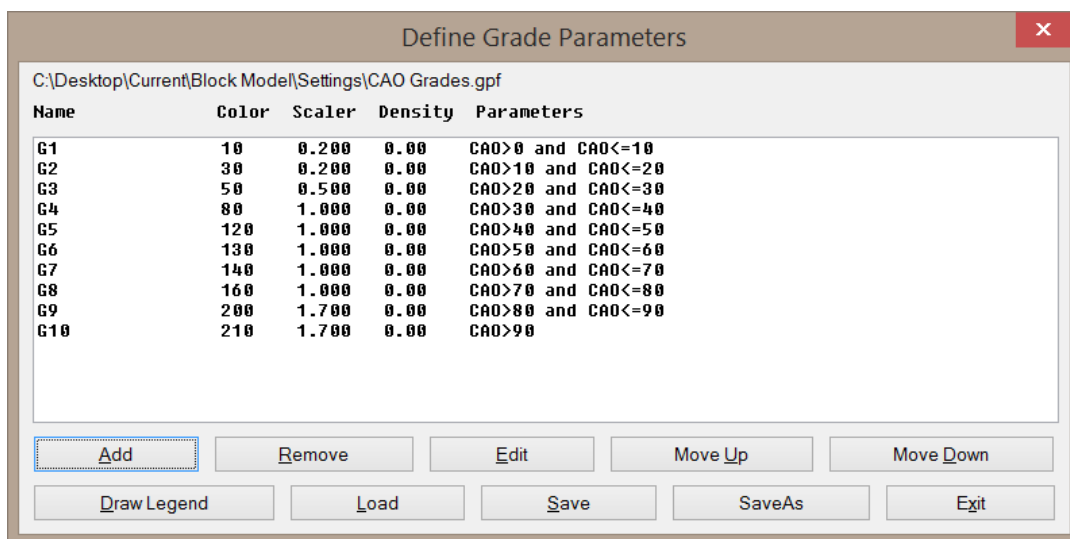 Define Grade Parameters
x
C:\Desktop\Current\Block Model\Settings\CAO Grades.gpf
Name Color Scaler Density Parameters
G1 10 0.200 0.00 CAO>0 and CAO<=10
G2 30 0.200 0.00 CAO>10 and CAO<=20
G3 50 0.500 0.00 CAO>20 and CAO<=30
G4 80 1.000 0.00 CAO>30 and CAO<=40
G5 120 1.000 0.00 CAO>40 and CAO<=50
G6 130 1.000 0.00 CAO>50 and CAO<=60
G7 140 1.000 0.00 CAO>60 and CAO<=70
G8 160 1.000 0.00 CAO>70 and CAO<=80
G9 200 1.700 0.00 CAO>80 and CAO<=90
G10 210 1.700 0.00 CAO>90
Add Remove Edit Move Up Move Down
Draw Legend Load Save SaveAs Exit